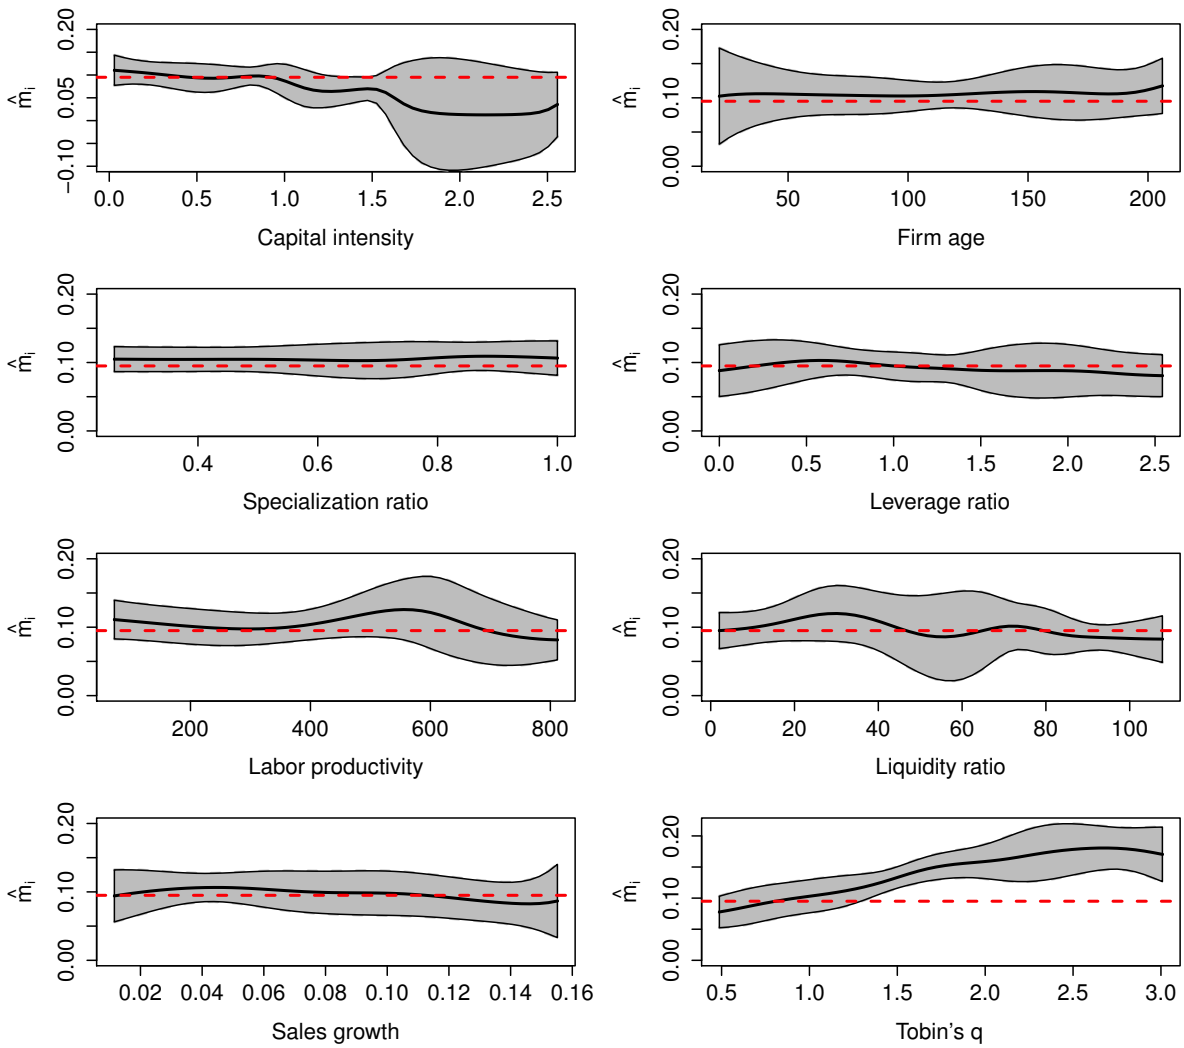 0.20
0.05
−0.10
m̂ᵢ
0.0 0.5 1.0 1.5 2.0 2.5
Capital intensity
0.20
0.10
0.00
m̂ᵢ
50 100 150 200
Firm age
0.20
0.10
0.00
m̂ᵢ
0.4 0.6 0.8 1.0
Specialization ratio
0.20
0.10
0.00
m̂ᵢ
0.0 0.5 1.0 1.5 2.0 2.5
Leverage ratio
0.20
0.10
0.00
m̂ᵢ
200 400 600 800
Labor productivity
0.20
0.10
0.00
m̂ᵢ
0 20 40 60 80 100
Liquidity ratio
0.20
0.10
0.00
m̂ᵢ
0.02 0.04 0.06 0.08 0.10 0.12 0.14 0.16
Sales growth
0.20
0.10
0.00
m̂ᵢ
0.5 1.0 1.5 2.0 2.5 3.0
Tobin's q